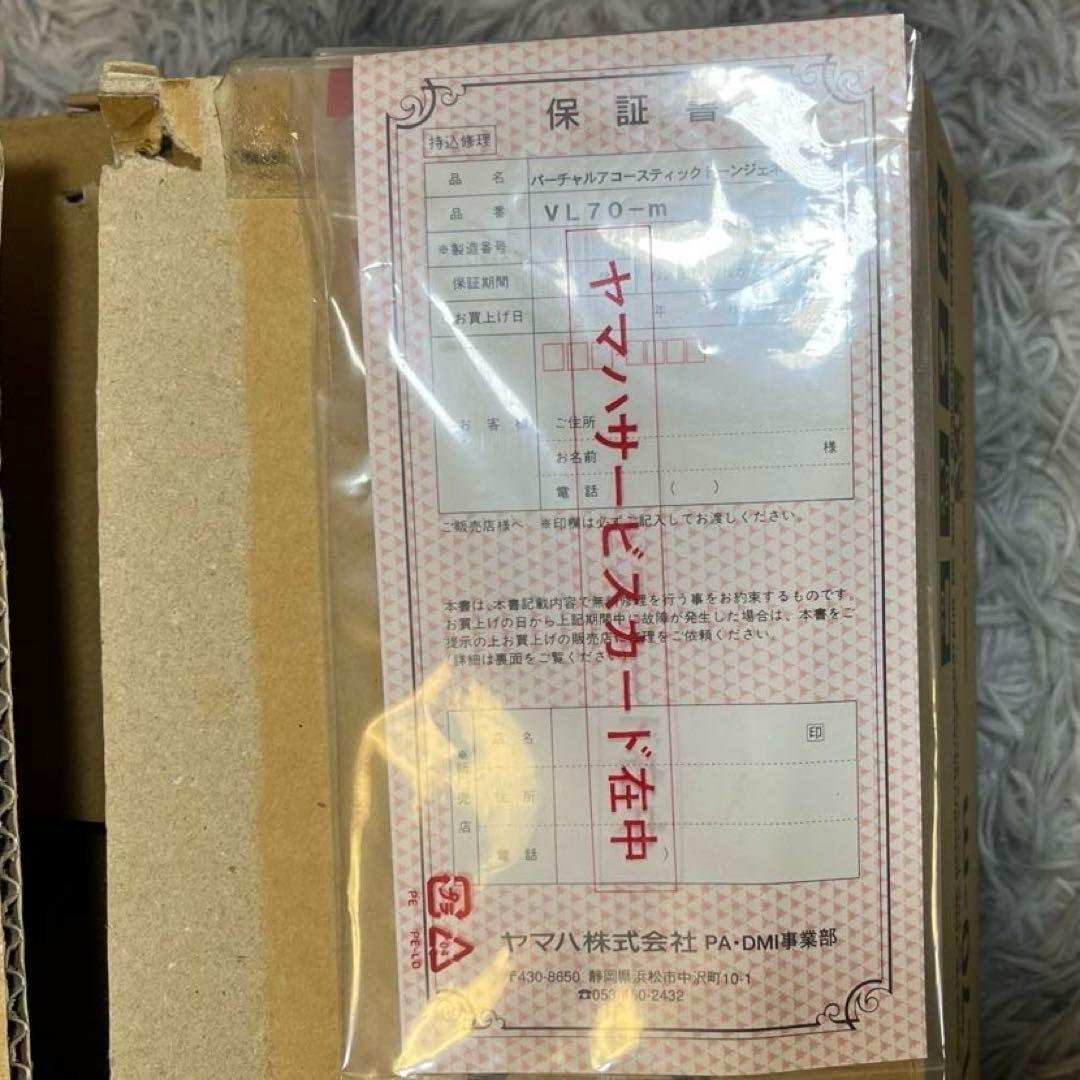 保証書
持込修理
品名 バーチャルアコースティックトーンジェ
品番 VL70-m
※製造番号
保証期間
お買上げ日 年
お客様
ご住所
お名前 様
電話 ( )
ご販売店様へ ※印欄は必ずご記入してお渡しください。
本書は、本書記載内容で無料修理を行う事をお約束するものです。
お買上げの日から上記期間中に故障が発生した場合は、本書をご
提示の上お買上げの販売店に修理をご依頼ください。
(詳細は裏面をご覧ください
※販売店
店名 印
住所
電話 )
ヤマハ株式会社 PA・DMI事業部
〒430-8650 静岡県浜松市中沢町10-1
☎053-460-2432
ヤマハサービスカード在中
プラ
PE PE-LD